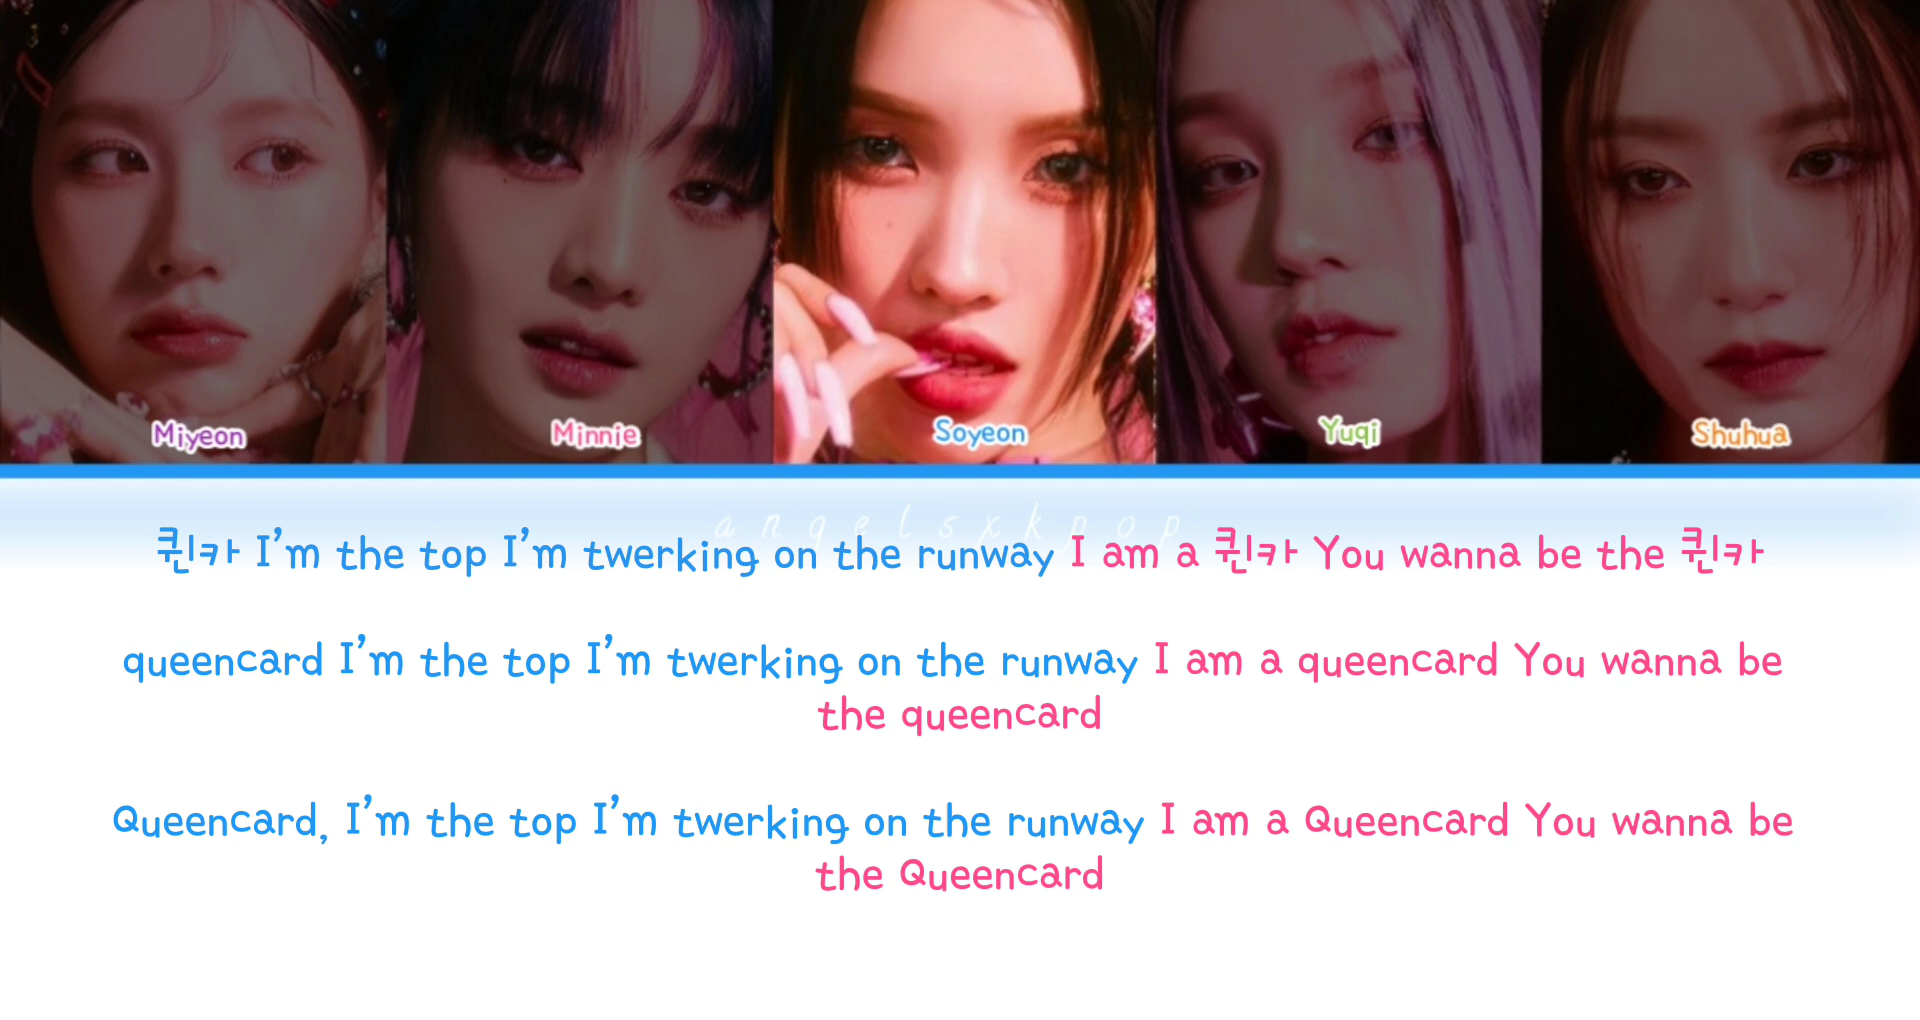 Miyeon Minnie Soyeon Yuqi Shuhua
angelsxkpop
퀸카 I'm the top I'm twerking on the runway I am a 퀸카 You wanna be the 퀸카
queencard I'm the top I'm twerking on the runway I am a queencard You wanna be
the queencard
Queencard, I'm the top I'm twerking on the runway I am a Queencard You wanna be
the Queencard